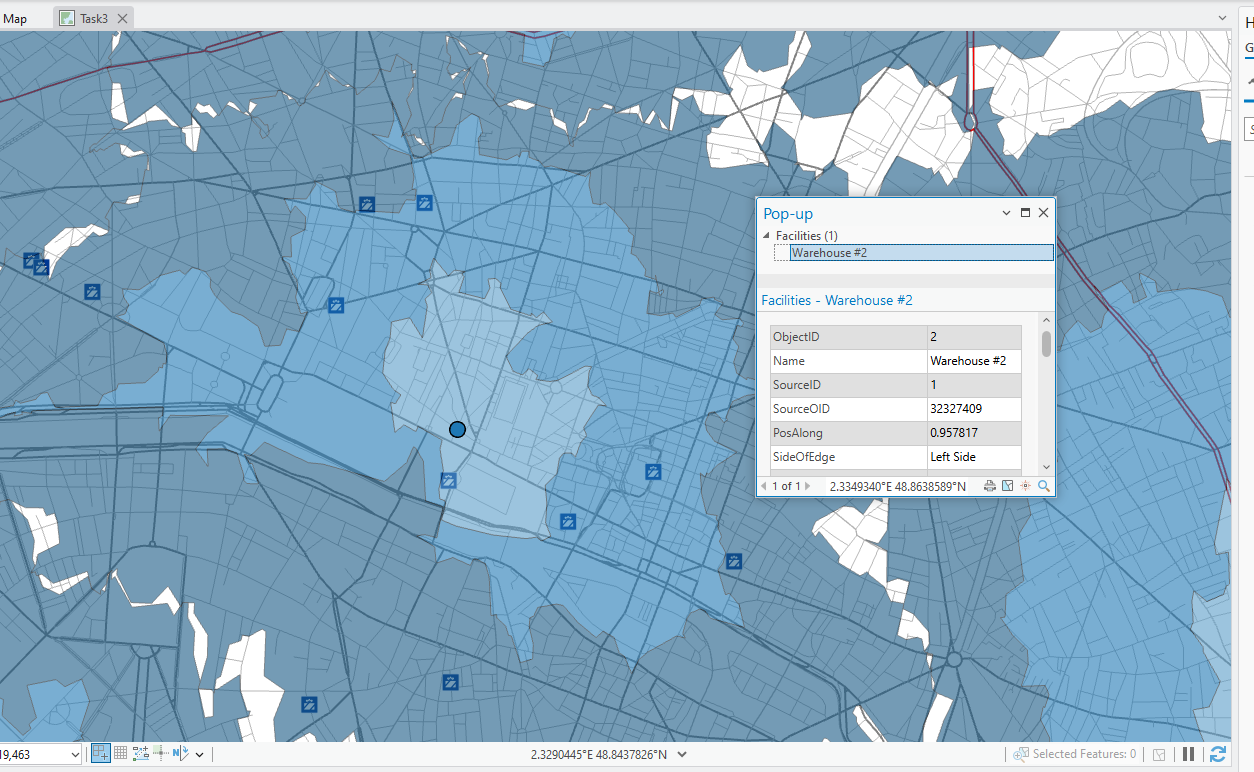 Map
Task3
H
G
S
Pop-up
Facilities (1)
Warehouse #2
Facilities - Warehouse #2
ObjectID 2
Name Warehouse #2
SourceID 1
SourceOID 32327409
PosAlong 0.957817
SideOfEdge Left Side
1 of 1 2.3349340°E 48.8638589°N
19,463 N 2.3290445°E 48.8437826°N Selected Features: 0